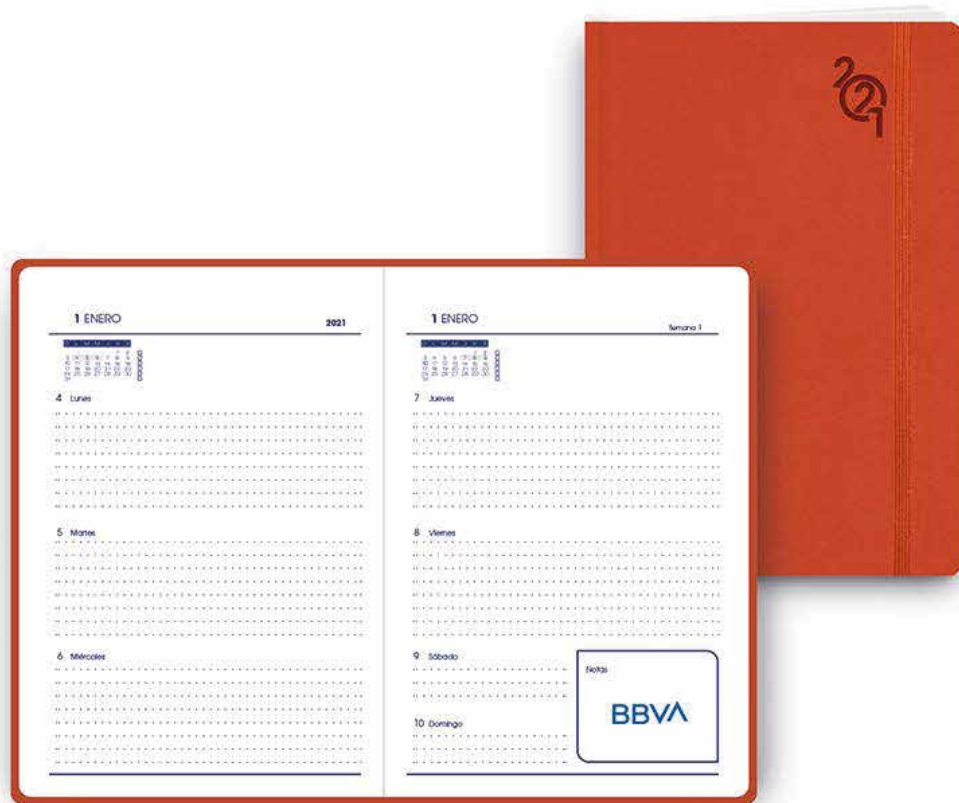 2021
1 ENERO
2021
4 Lunes
5 Martes
6 Miércoles
1 ENERO
Semana 1
7 Jueves
8 Viernes
9 Sábado
10 Domingo
Notas
BBVA